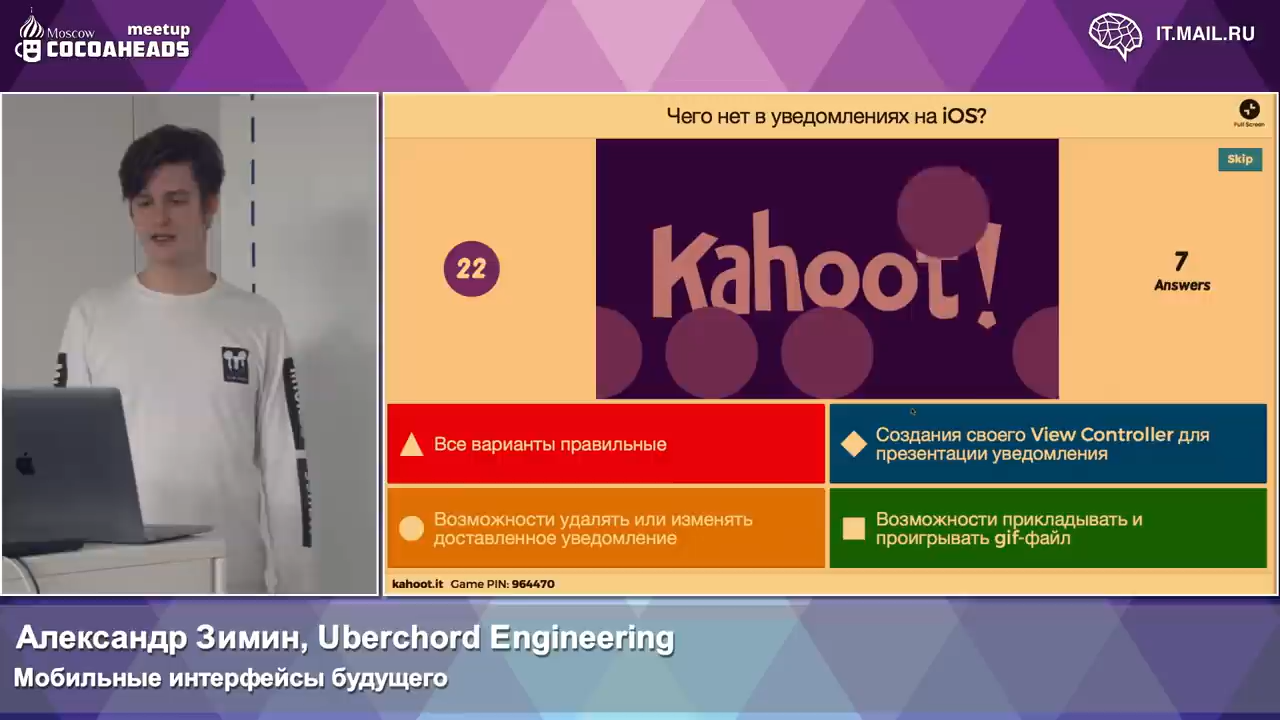 Moscow
meetup
COCOAHEADS
IT.MAIL.RU
Чего нет в уведомлениях на iOS?
Full Screen
Skip
22
Kahoot!
7
Answers
Все варианты правильные
Создания своего View Controller для
презентации уведомления
Возможности удалять или изменять
доставленное уведомление
Возможности прикладывать и
проигрывать gif-файл
kahoot.it Game PIN: 964470
Александр Зимин, Uberchord Engineering
Мобильные интерфейсы будущего